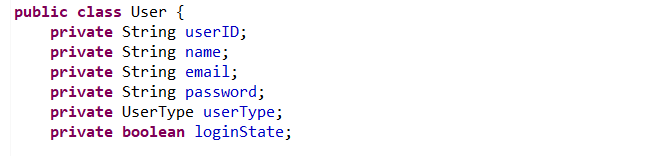 public class User {
    private String userID;
    private String name;
    private String email;
    private String password;
    private UserType userType;
    private boolean loginState;